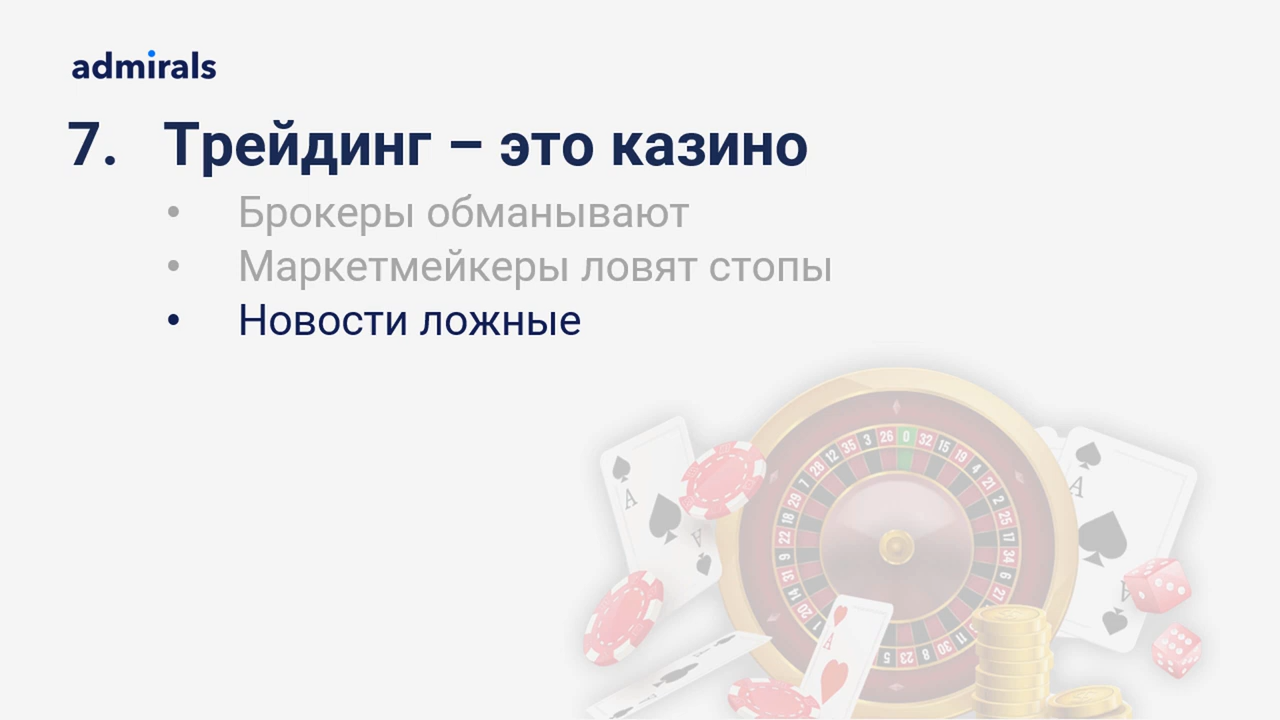 admirals
7. Трейдинг – это казино
• Брокеры обманывают
• Маркетмейкеры ловят стопы
• Новости ложные